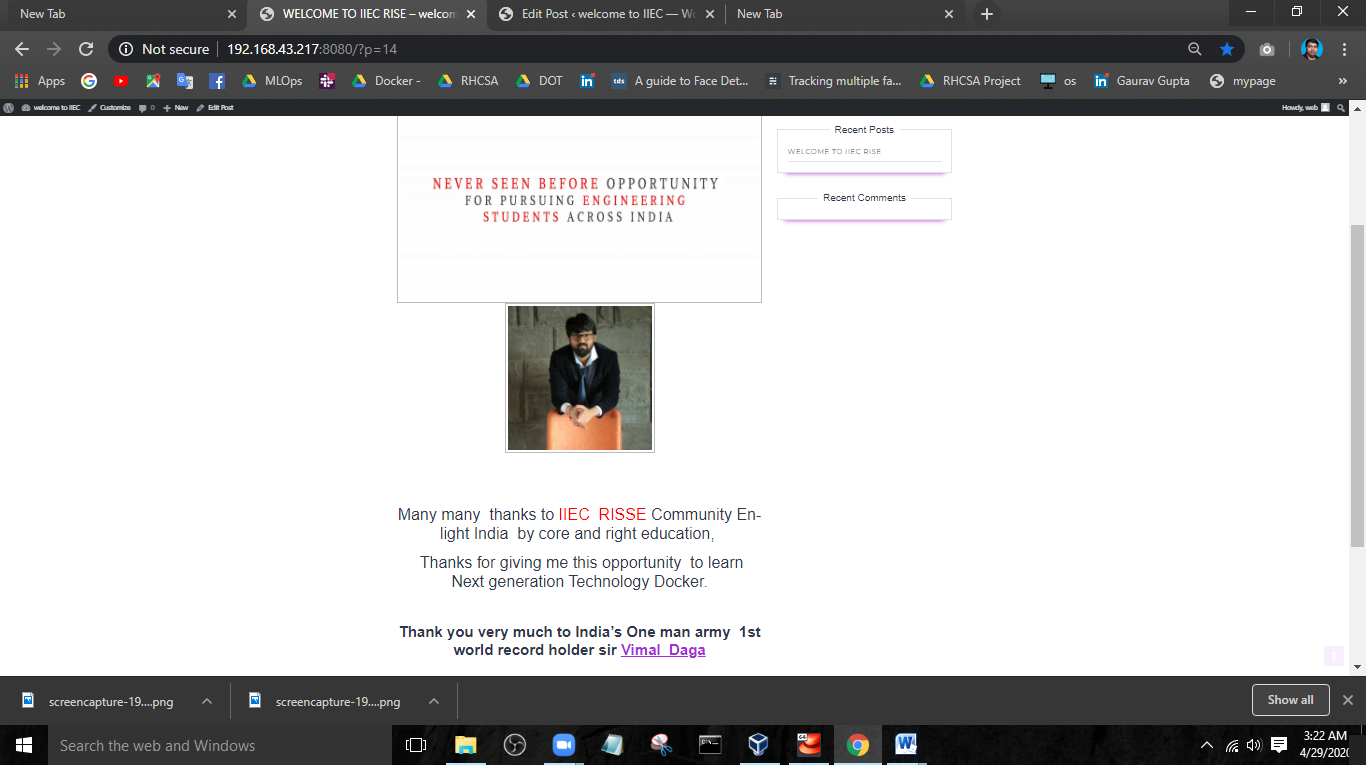 New Tab
WELCOME TO IIEC RISE – welcom
Edit Post ‹ welcome to IIEC — Wo
New Tab
Not secure 192.168.43.217:8080/?p=14
Apps
MLOps
Docker -
RHCSA
DOT
tds A guide to Face Det...
Tracking multiple fa...
RHCSA Project
os
Gaurav Gupta
mypage
»
welcome to IIEC Customize 0 New Edit Post
Howdy, web
NEVER SEEN BEFORE OPPORTUNITY
FOR PURSUING ENGINEERING
STUDENTS ACROSS INDIA
Recent Posts
WELCOME TO IIEC RISE
Recent Comments
Many many thanks to IIEC RISSE Community En-
light India by core and right education,
Thanks for giving me this opportunity to learn
Next generation Technology Docker.
Thank you very much to India’s One man army 1st
world record holder sir Vimal Daga
screencapture-19....png
screencapture-19....png
Show all
Search the web and Windows
3:22 AM
4/29/2020